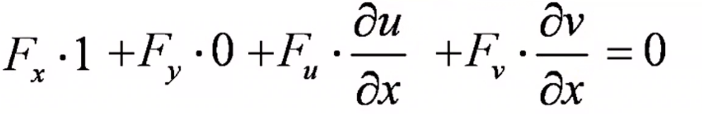 F_x · 1 + F_y · 0 + F_u · ∂u/∂x + F_v · ∂v/∂x = 0